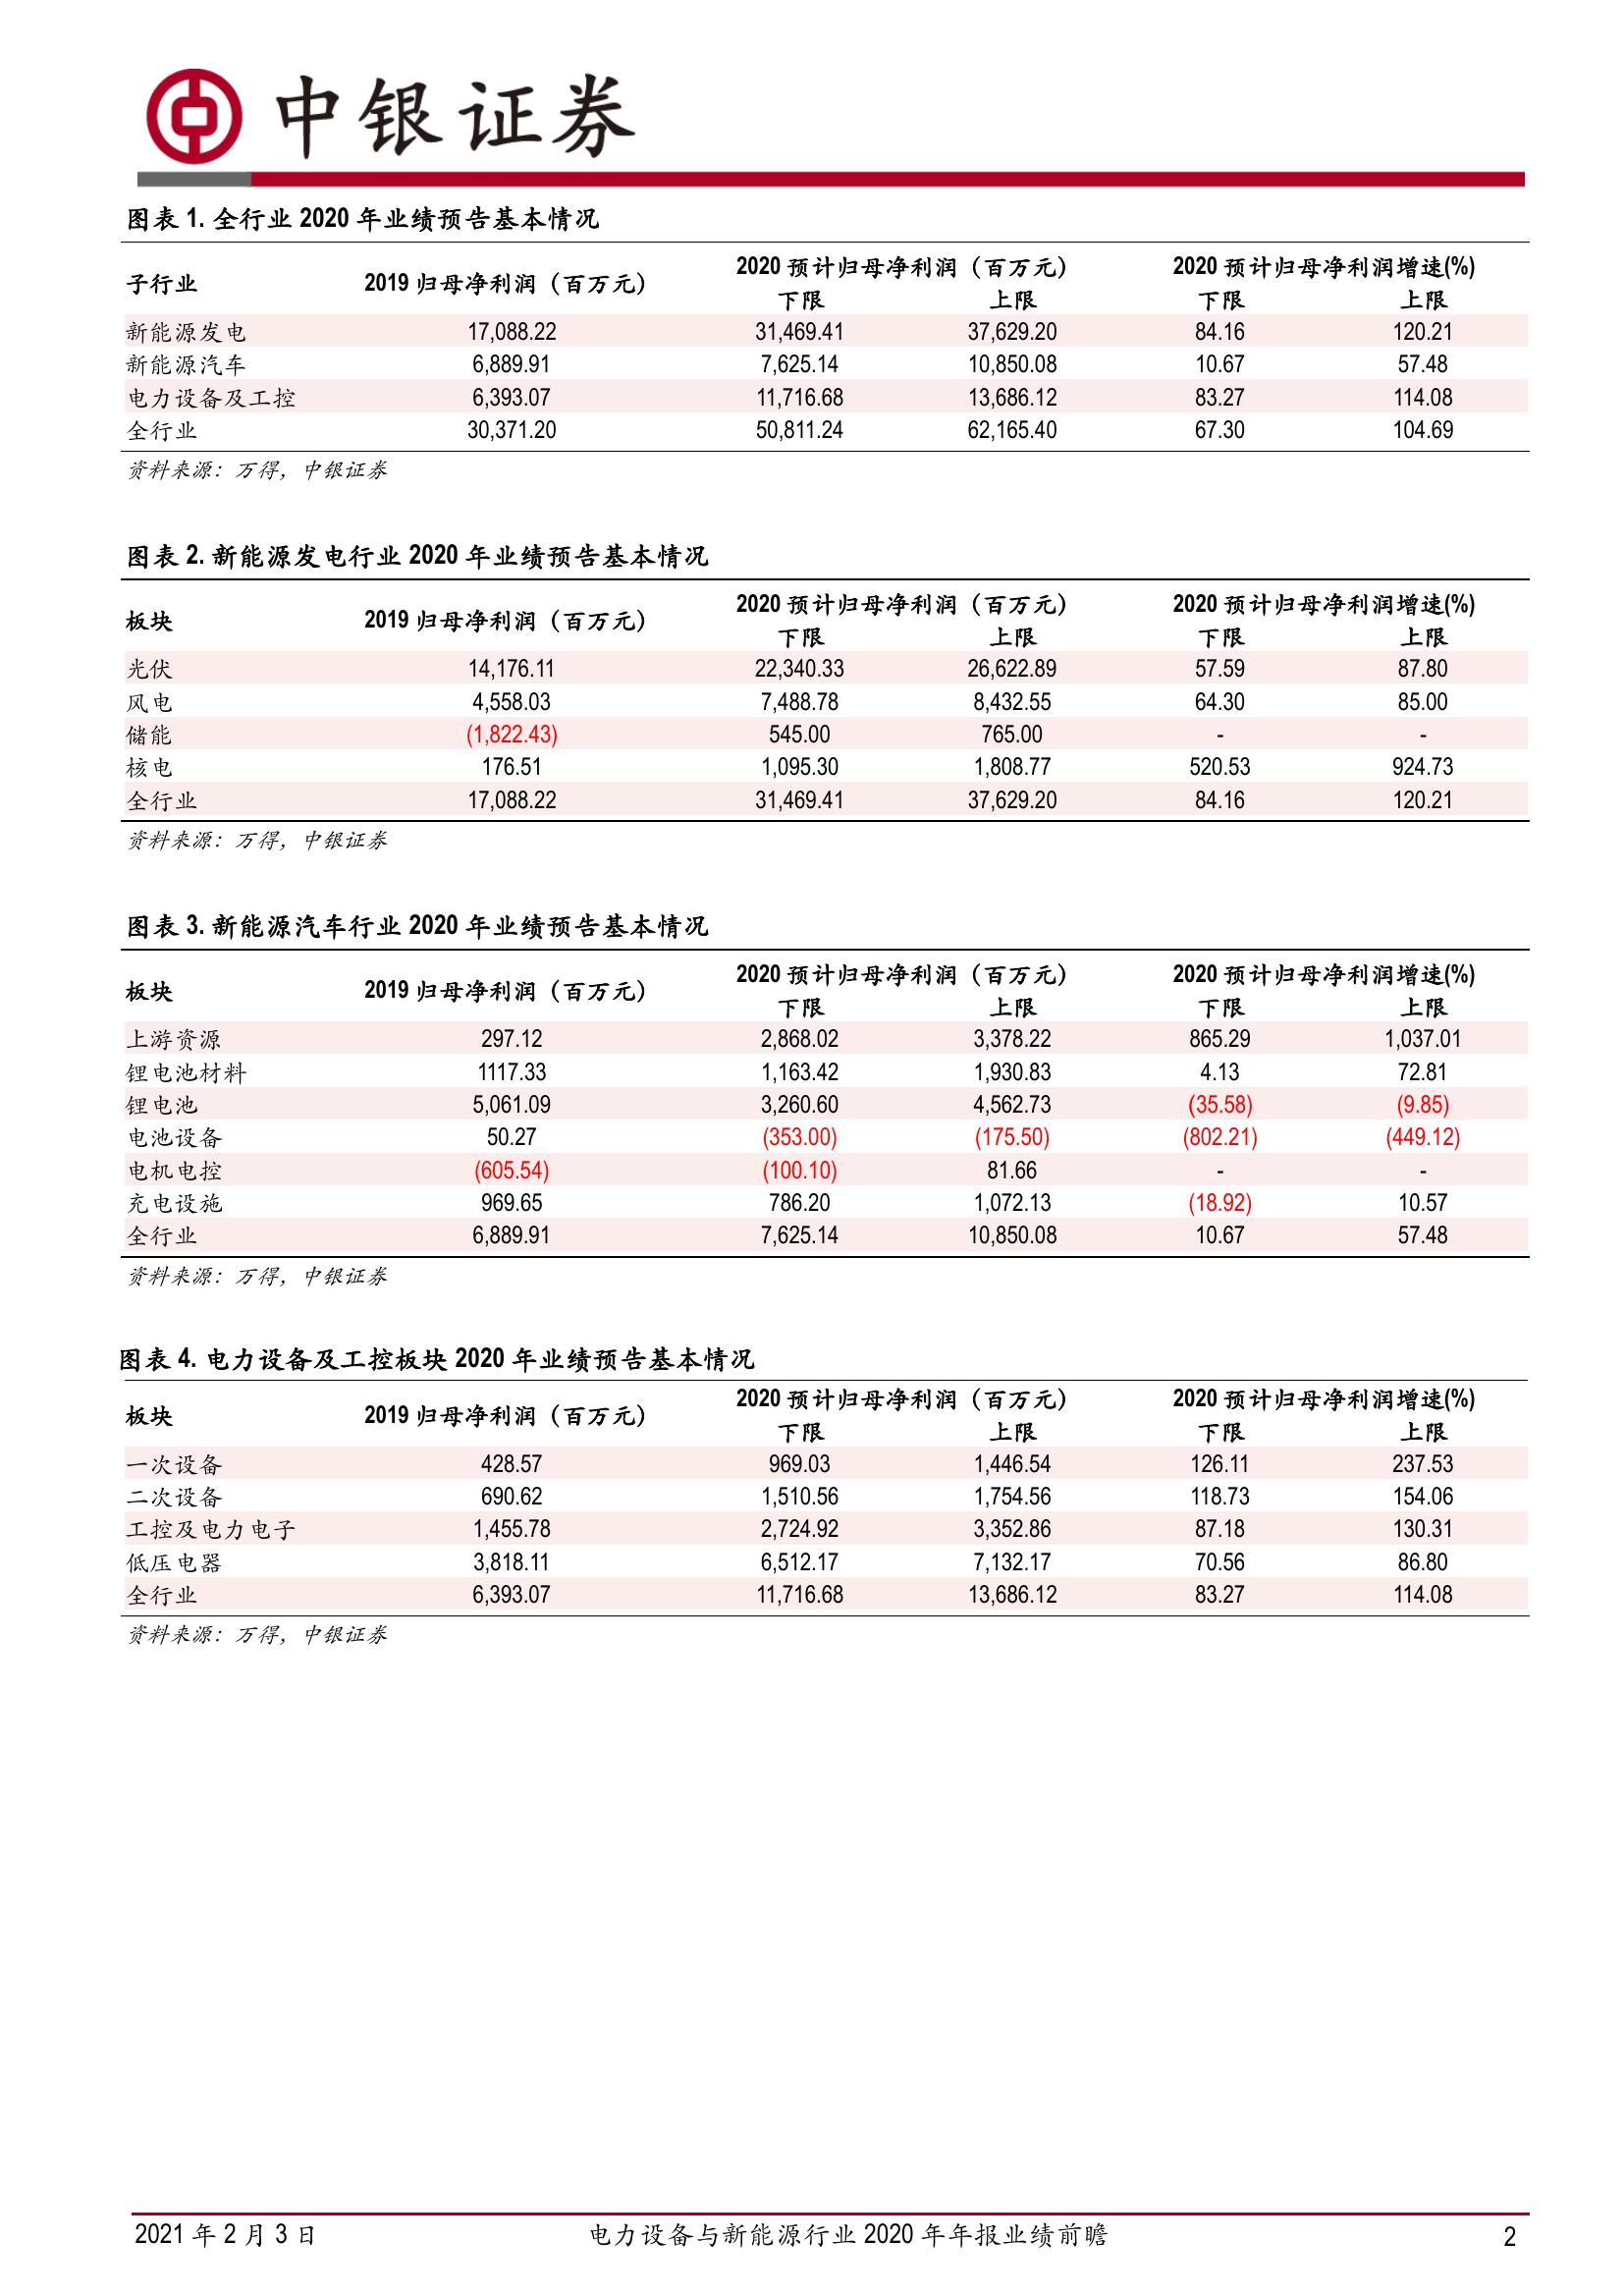 中银证券
图表 1. 全行业 2020 年业绩预告基本情况
子行业 2019 归母净利润（百万元） 2020 预计归母净利润（百万元） 2020 预计归母净利润增速(%)
下限 上限 下限 上限
新能源发电 17,088.22 31,469.41 37,629.20 84.16 120.21
新能源汽车 6,889.91 7,625.14 10,850.08 10.67 57.48
电力设备及工控 6,393.07 11,716.68 13,686.12 83.27 114.08
全行业 30,371.20 50,811.24 62,165.40 67.30 104.69
资料来源：万得，中银证券
图表 2. 新能源发电行业 2020 年业绩预告基本情况
板块 2019 归母净利润（百万元） 2020 预计归母净利润（百万元） 2020 预计归母净利润增速(%)
下限 上限 下限 上限
光伏 14,176.11 22,340.33 26,622.89 57.59 87.80
风电 4,558.03 7,488.78 8,432.55 64.30 85.00
储能 (1,822.43) 545.00 765.00 - -
核电 176.51 1,095.30 1,808.77 520.53 924.73
全行业 17,088.22 31,469.41 37,629.20 84.16 120.21
资料来源：万得，中银证券
图表 3. 新能源汽车行业 2020 年业绩预告基本情况
板块 2019 归母净利润（百万元） 2020 预计归母净利润（百万元） 2020 预计归母净利润增速(%)
下限 上限 下限 上限
上游资源 297.12 2,868.02 3,378.22 865.29 1,037.01
锂电池材料 1117.33 1,163.42 1,930.83 4.13 72.81
锂电池 5,061.09 3,260.60 4,562.73 (35.58) (9.85)
电池设备 50.27 (353.00) (175.50) (802.21) (449.12)
电机电控 (605.54) (100.10) 81.66 - -
充电设施 969.65 786.20 1,072.13 (18.92) 10.57
全行业 6,889.91 7,625.14 10,850.08 10.67 57.48
资料来源：万得，中银证券
图表 4. 电力设备及工控板块 2020 年业绩预告基本情况
板块 2019 归母净利润（百万元） 2020 预计归母净利润（百万元） 2020 预计归母净利润增速(%)
下限 上限 下限 上限
一次设备 428.57 969.03 1,446.54 126.11 237.53
二次设备 690.62 1,510.56 1,754.56 118.73 154.06
工控及电力电子 1,455.78 2,724.92 3,352.86 87.18 130.31
低压电器 3,818.11 6,512.17 7,132.17 70.56 86.80
全行业 6,393.07 11,716.68 13,686.12 83.27 114.08
资料来源：万得，中银证券
2021 年 2 月 3 日 电力设备与新能源行业 2020 年年报业绩前瞻 2